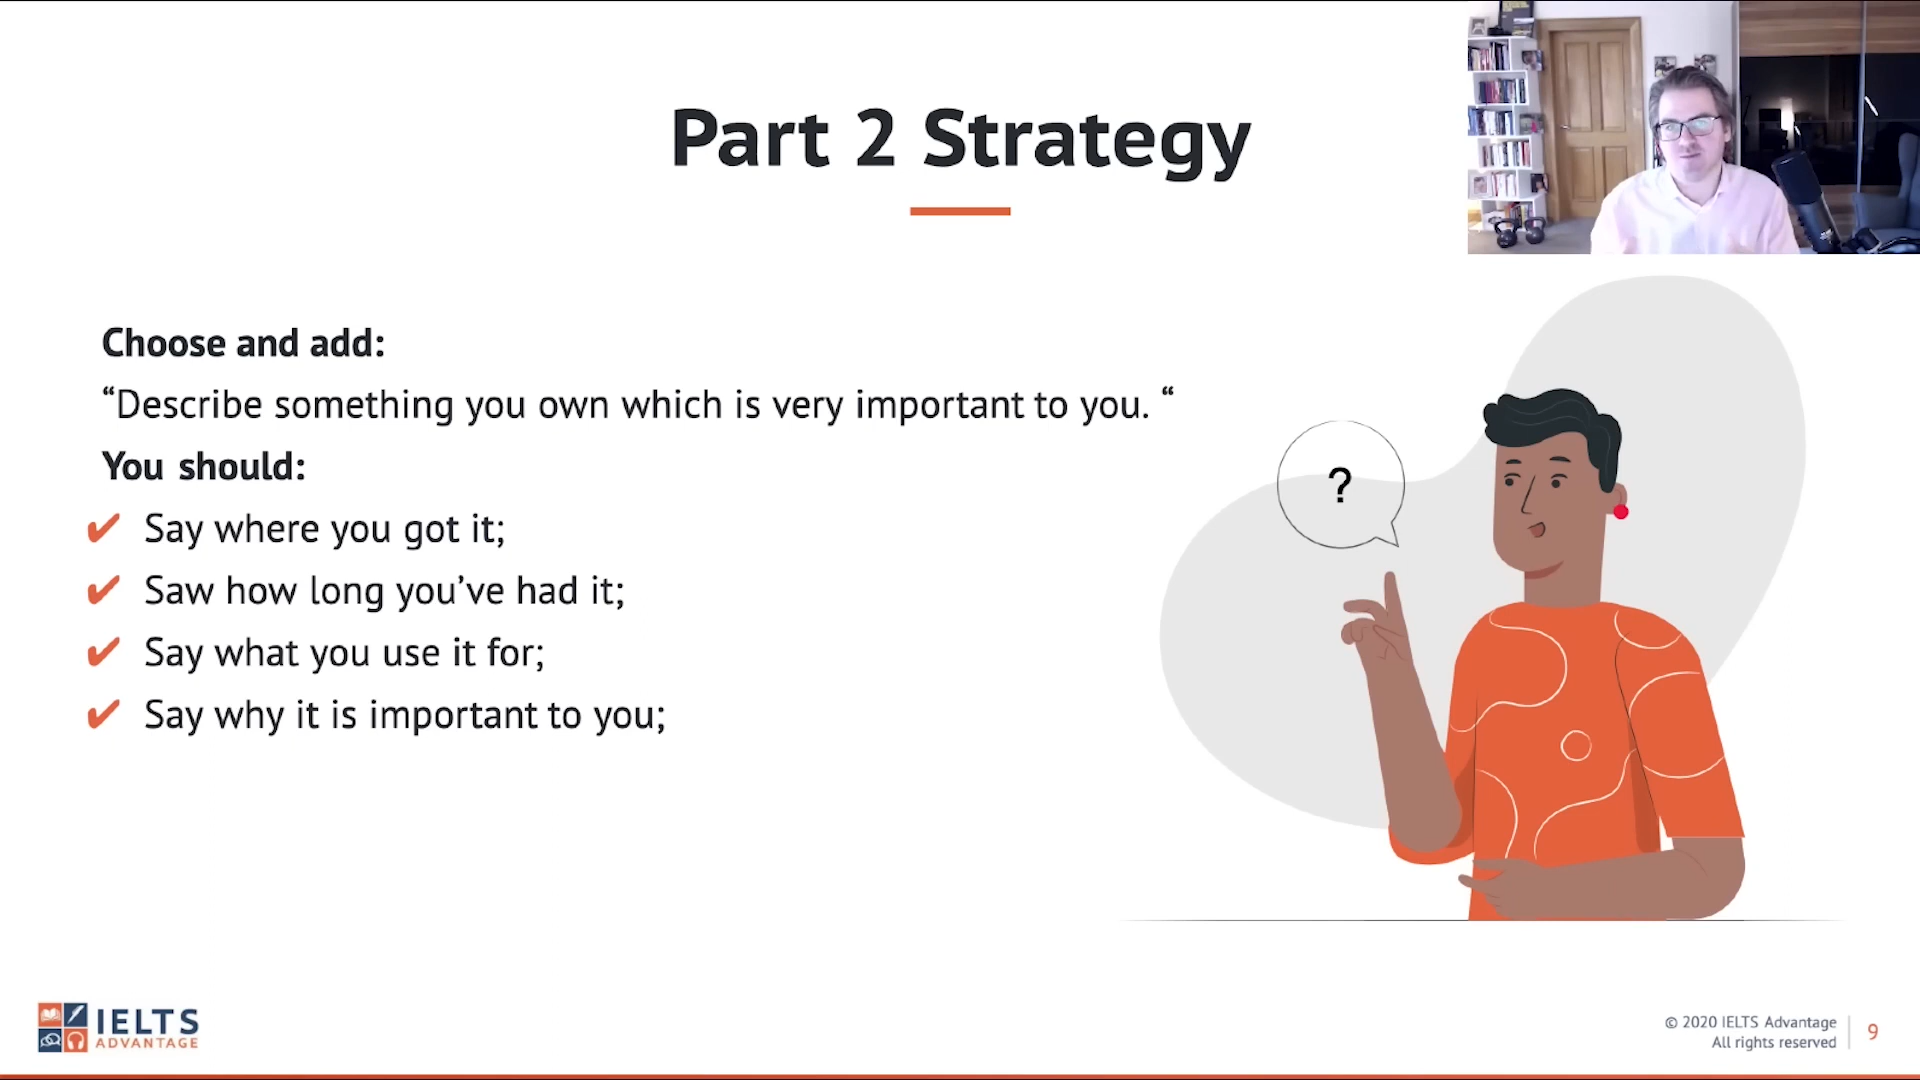 Part 2 Strategy
Choose and add:
“Describe something you own which is very important to you. “
You should:
✔ Say where you got it;
✔ Saw how long you’ve had it;
✔ Say what you use it for;
✔ Say why it is important to you;
?
IELTS
ADVANTAGE
© 2020 IELTS Advantage
All rights reserved
9